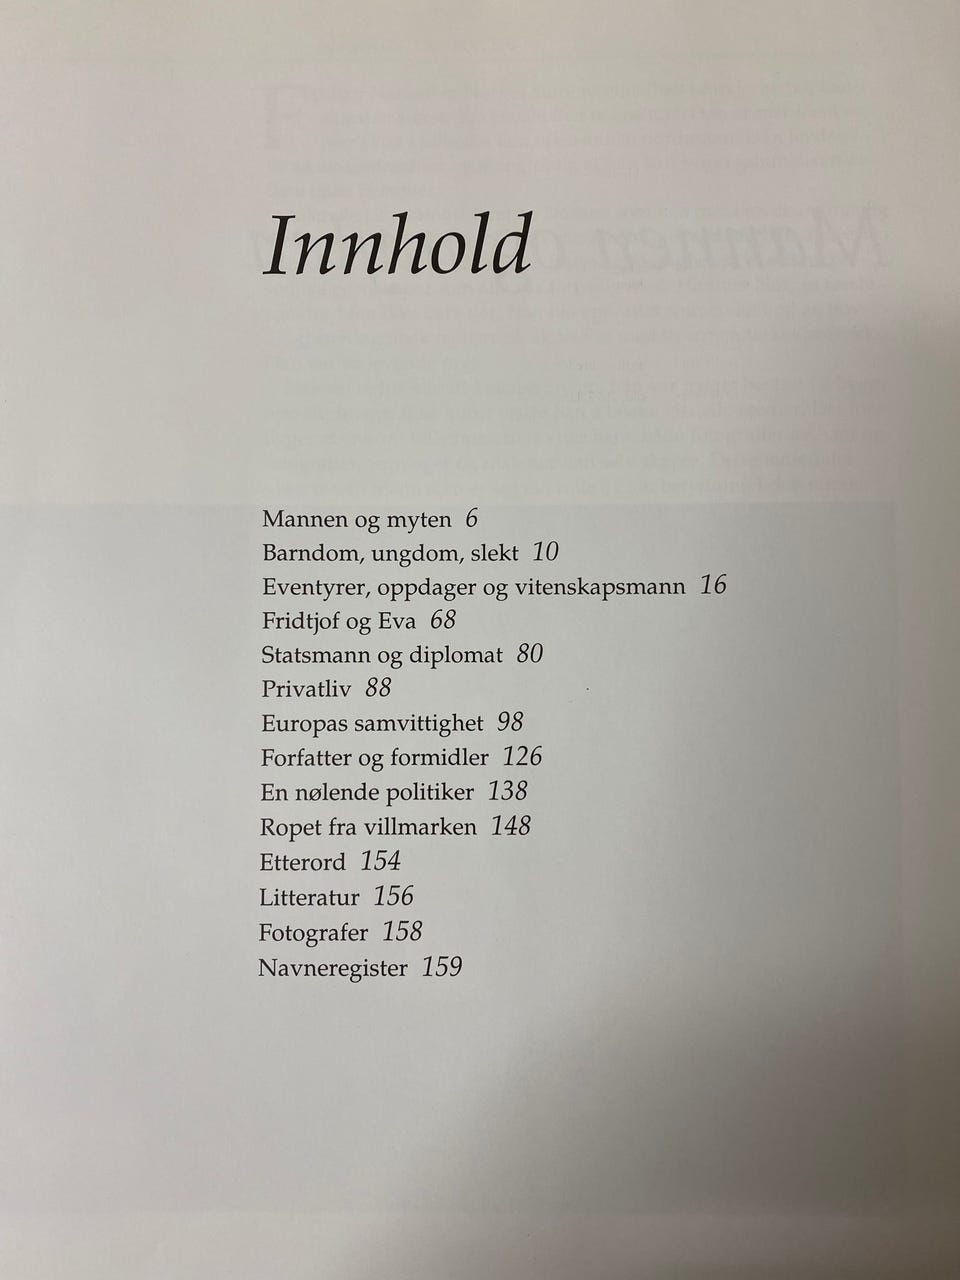 Innhold
Mannen og myten 6
Barndom, ungdom, slekt 10
Eventyrer, oppdager og vitenskapsmann 16
Fridtjof og Eva 68
Statsmann og diplomat 80
Privatliv 88
Europas samvittighet 98
Forfatter og formidler 126
En nølende politiker 138
Ropet fra villmarken 148
Etterord 154
Litteratur 156
Fotografer 158
Navneregister 159